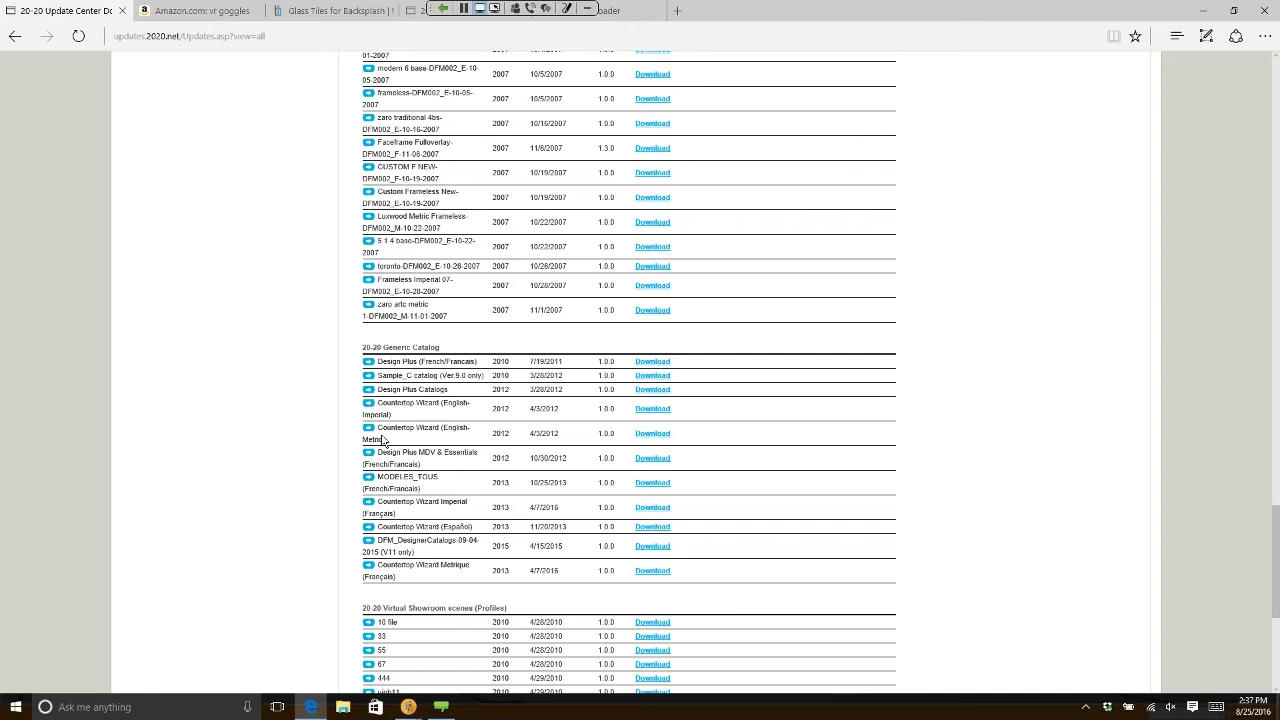 20-20 Update Center Do
Amazon.com: vr goggles
Glass Tiles for Backsplash
2
ader
updates.2020.net/Updates.asp?view=all
01-2007
modern 6 base-DFM002_E-10-
05-2007
2007
10/5/2007
1.0.0
Download
frameless-DFM002_E-10-05-
2007
2007
10/5/2007
1.0.0
Download
zaro traditional 4bs-
DFM002_E-10-16-2007
2007
10/16/2007
1.0.0
Download
Faceframe Fulloverlay-
DFM002_F-11-06-2007
2007
11/6/2007
1.3.0
Download
CUSTOM F NEW-
DFM002_F-10-19-2007
2007
10/19/2007
1.0.0
Download
Custom Frameless New-
DFM002_E-10-19-2007
2007
10/19/2007
1.0.0
Download
Luxwood Metric Frameless-
DFM002_M-10-22-2007
2007
10/22/2007
1.0.0
Download
5 1 4 base-DFM002_E-10-22-
2007
2007
10/22/2007
1.0.0
Download
toronto-DFM002_E-10-26-2007
2007
10/26/2007
1.0.0
Download
Frameless Imperial 07-
DFM002_E-10-28-2007
2007
10/28/2007
1.0.0
Download
zaro artc metric
1-DFM002_M-11-01-2007
2007
11/1/2007
1.0.0
Download
20-20 Generic Catalog
Design Plus (French/Francais)
2010
7/19/2011
1.0.0
Download
Sample_C catalog (Ver.9.0 only)
2010
3/28/2012
1.0.0
Download
Design Plus Catalogs
2012
3/28/2012
1.0.0
Download
Countertop Wizard (English-
Imperial)
2012
4/3/2012
1.0.0
Download
Countertop Wizard (English-
Metric
2012
4/3/2012
1.0.0
Download
Design Plus MDV & Essentials
(French/Francais)
2012
10/30/2012
1.0.0
Download
MODELES_TOUS
(French/Francais)
2013
10/25/2013
1.0.0
Download
Countertop Wizard Imperial
(Français)
2013
4/7/2016
1.0.0
Download
Countertop Wizard (Español)
2013
11/20/2013
1.0.0
Download
DFM_DesignerCatalogs-09-04-
2015 (V11 only)
2015
4/15/2015
1.0.0
Download
Countertop Wizard Metrique
(Français)
2013
4/7/2016
1.0.0
Download
20-20 Virtual Showroom scenes (Profiles)
10 file
2010
4/28/2010
1.0.0
Download
33
2010
4/28/2010
1.0.0
Download
55
2010
4/28/2010
1.0.0
Download
67
2010
4/28/2010
1.0.0
Download
444
2010
4/29/2010
1.0.0
Download
2010
4/29/2010
1.0.0
Download
Ask me anything
2:37 PM
8/25/2016